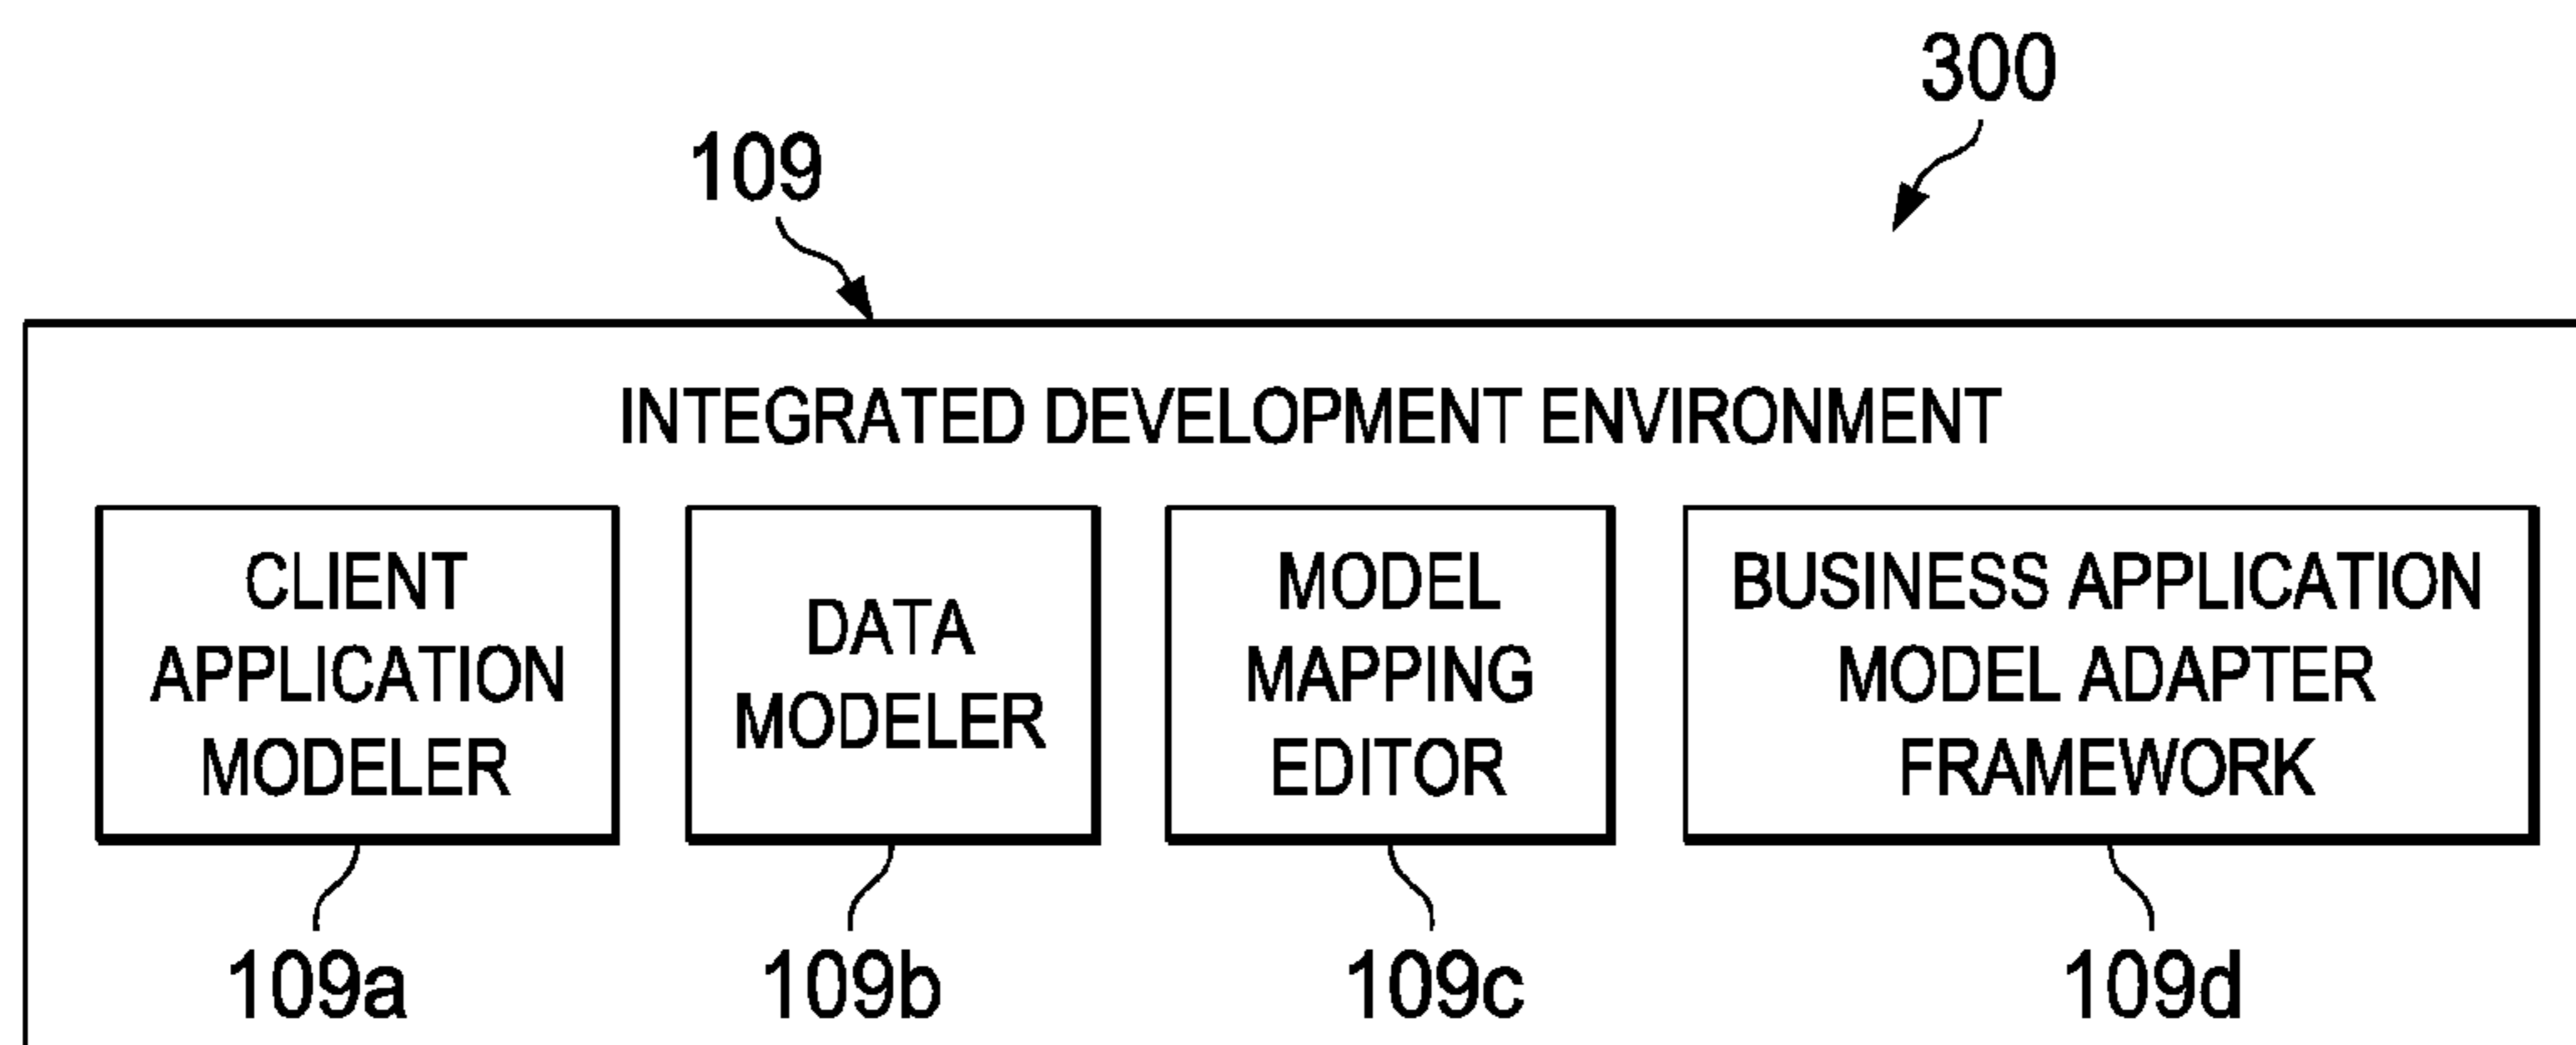 300
109
INTEGRATED DEVELOPMENT ENVIRONMENT
CLIENT
APPLICATION
MODELER
DATA
MODELER
MODEL
MAPPING
EDITOR
BUSINESS APPLICATION
MODEL ADAPTER
FRAMEWORK
109a
109b
109c
109d